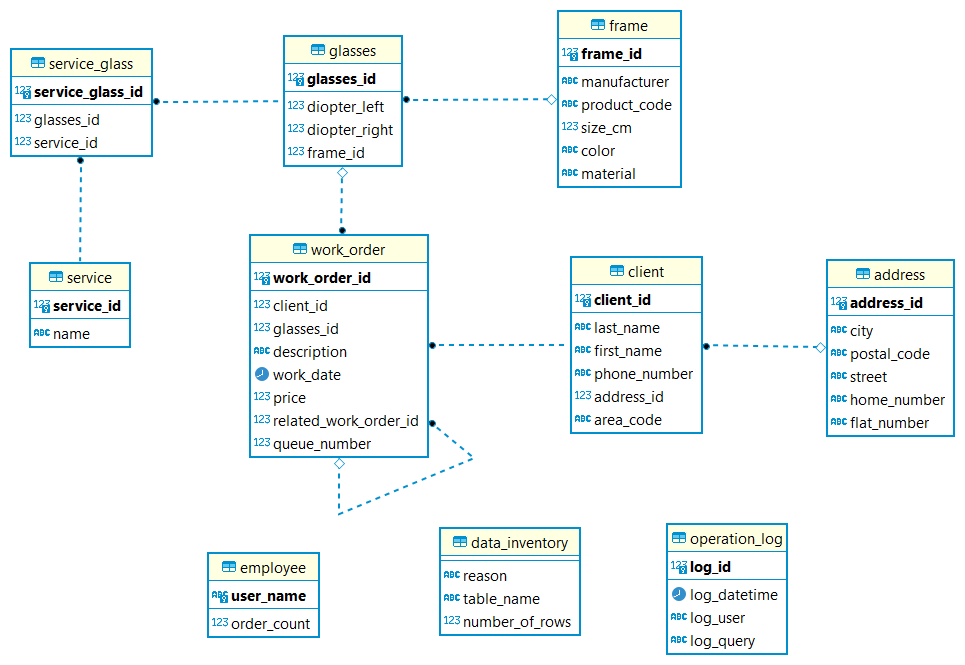 service_glass
123 service_glass_id
123 glasses_id
123 service_id
glasses
123 glasses_id
123 diopter_left
123 diopter_right
123 frame_id
frame
123 frame_id
ABC manufacturer
ABC product_code
123 size_cm
ABC color
ABC material
service
123 service_id
ABC name
work_order
123 work_order_id
123 client_id
123 glasses_id
ABC description
work_date
123 price
123 related_work_order_id
123 queue_number
client
123 client_id
ABC last_name
ABC first_name
ABC phone_number
123 address_id
ABC area_code
address
123 address_id
ABC city
ABC postal_code
ABC street
ABC home_number
ABC flat_number
employee
ABC user_name
123 order_count
data_inventory
ABC reason
ABC table_name
123 number_of_rows
operation_log
123 log_id
log_datetime
ABC log_user
ABC log_query